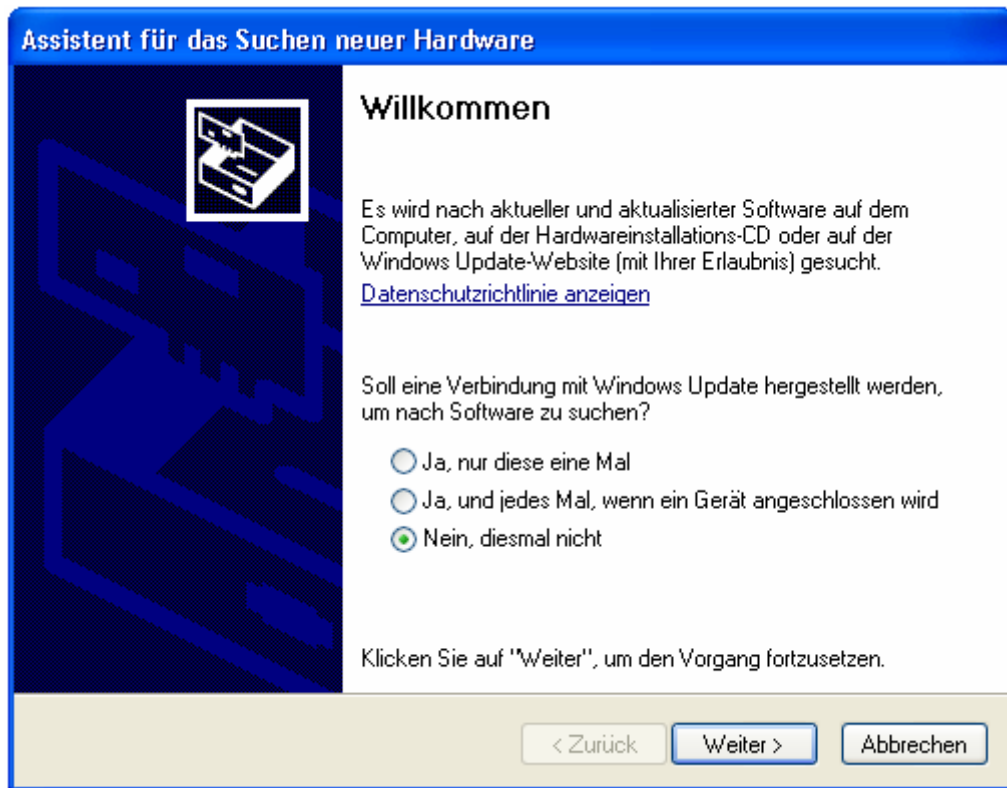 Assistent für das Suchen neuer Hardware
Willkommen
Es wird nach aktueller und aktualisierter Software auf dem
Computer, auf der Hardwareinstallations-CD oder auf der
Windows Update-Website (mit Ihrer Erlaubnis) gesucht.
Datenschutzrichtlinie anzeigen
Soll eine Verbindung mit Windows Update hergestellt werden,
um nach Software zu suchen?
Ja, nur diese eine Mal
Ja, und jedes Mal, wenn ein Gerät angeschlossen wird
Nein, diesmal nicht
Klicken Sie auf "Weiter", um den Vorgang fortzusetzen.
< Zurück Weiter > Abbrechen